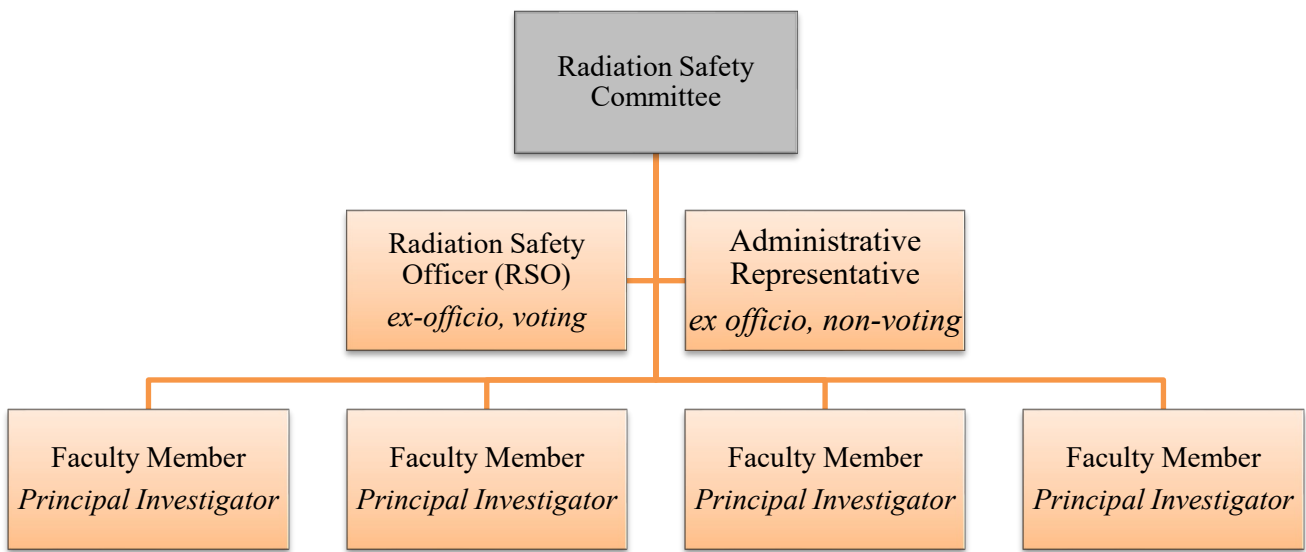 Radiation Safety
Committee
Radiation Safety
Officer (RSO)
ex-officio, voting
Administrative
Representative
ex officio, non-voting
Faculty Member
Principal Investigator
Faculty Member
Principal Investigator
Faculty Member
Principal Investigator
Faculty Member
Principal Investigator